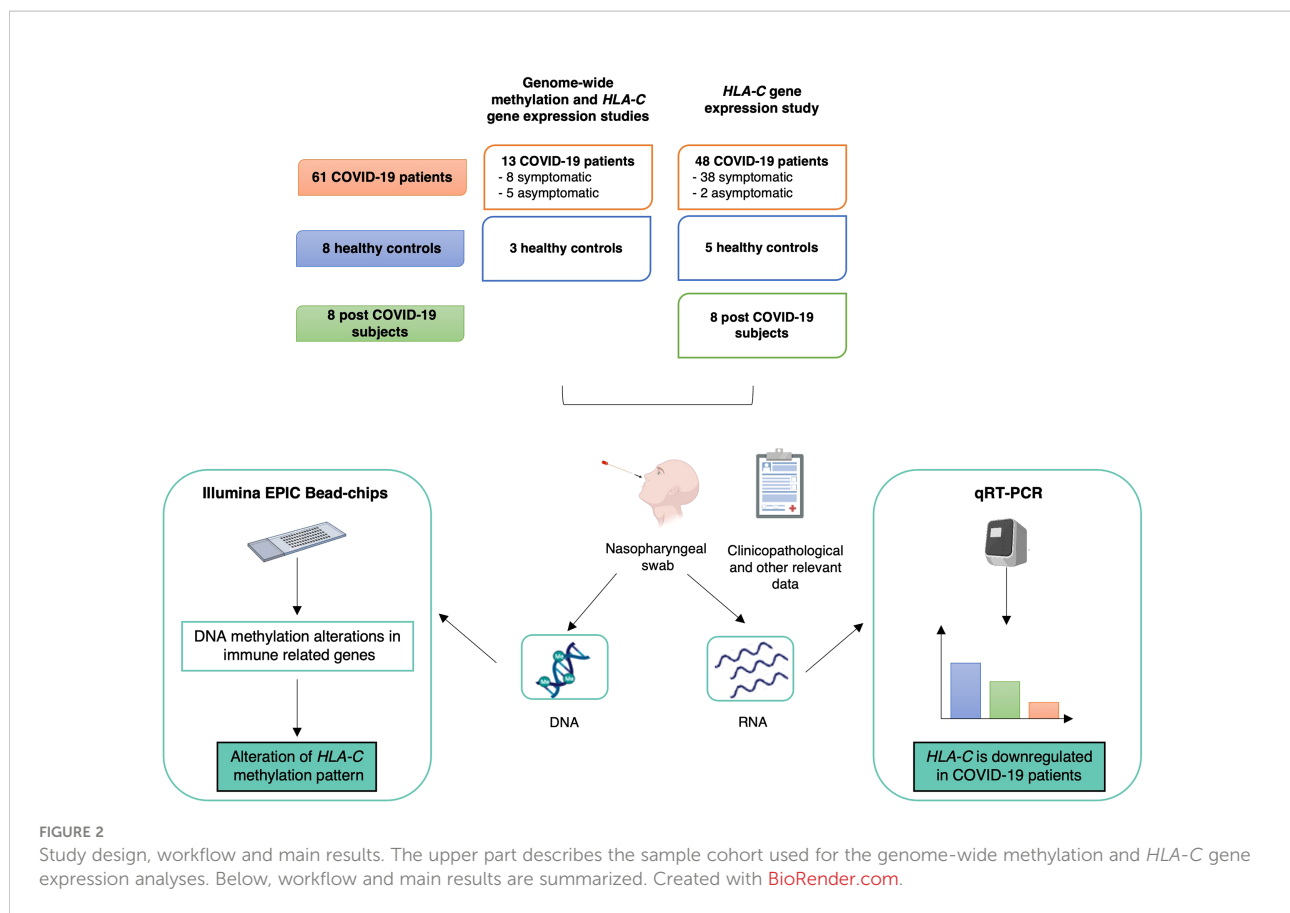 Genome-wide
methylation and HLA-C
gene expression studies
HLA-C gene
expression study
61 COVID-19 patients
13 COVID-19 patients
- 8 symptomatic
- 5 asymptomatic
48 COVID-19 patients
- 38 symptomatic
- 2 asymptomatic
8 healthy controls
3 healthy controls
5 healthy controls
8 post COVID-19
subjects
8 post COVID-19
subjects
Illumina EPIC Bead-chips
DNA methylation alterations in
immune related genes
Alteration of HLA-C
methylation pattern
Nasopharyngeal
swab
Clinicopathological
and other relevant
data
Me
Me
Me
DNA
RNA
qRT-PCR
HLA-C is downregulated
in COVID-19 patients
FIGURE 2
Study design, workflow and main results. The upper part describes the sample cohort used for the genome-wide methylation and HLA-C gene
expression analyses. Below, workflow and main results are summarized. Created with BioRender.com.